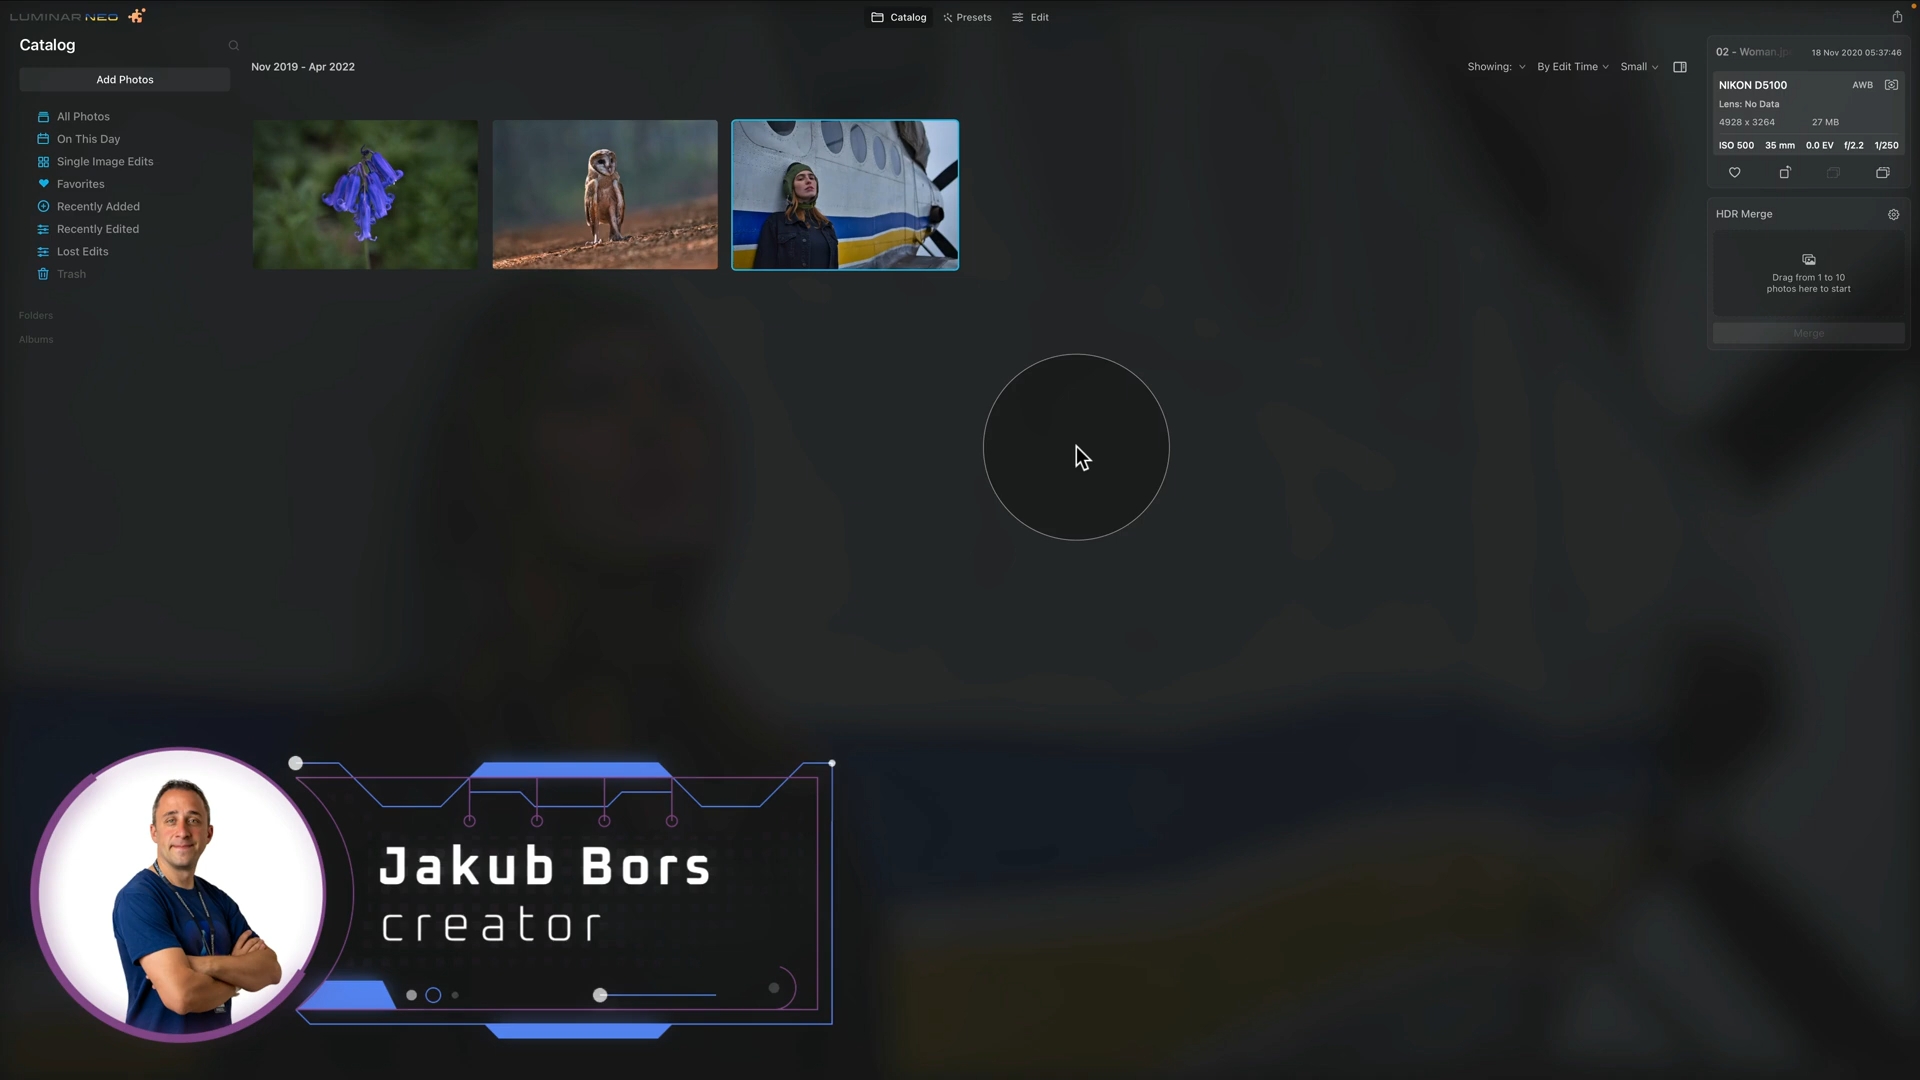 LUMINAR NEO
Catalog
Presets
Edit
Catalog
Add Photos
All Photos
On This Day
Single Image Edits
Favorites
Recently Added
Recently Edited
Lost Edits
Trash
Folders
Albums
Nov 2019 - Apr 2022
Showing:
By Edit Time
Small
02 - Woman.jp
18 Nov 2020 05:37:46
NIKON D5100
AWB
Lens: No Data
4928 x 3264
27 MB
ISO 500
35 mm
0.0 EV
f/2.2
1/250
HDR Merge
Drag from 1 to 10
photos here to start
Merge
Jakub Bors
creator